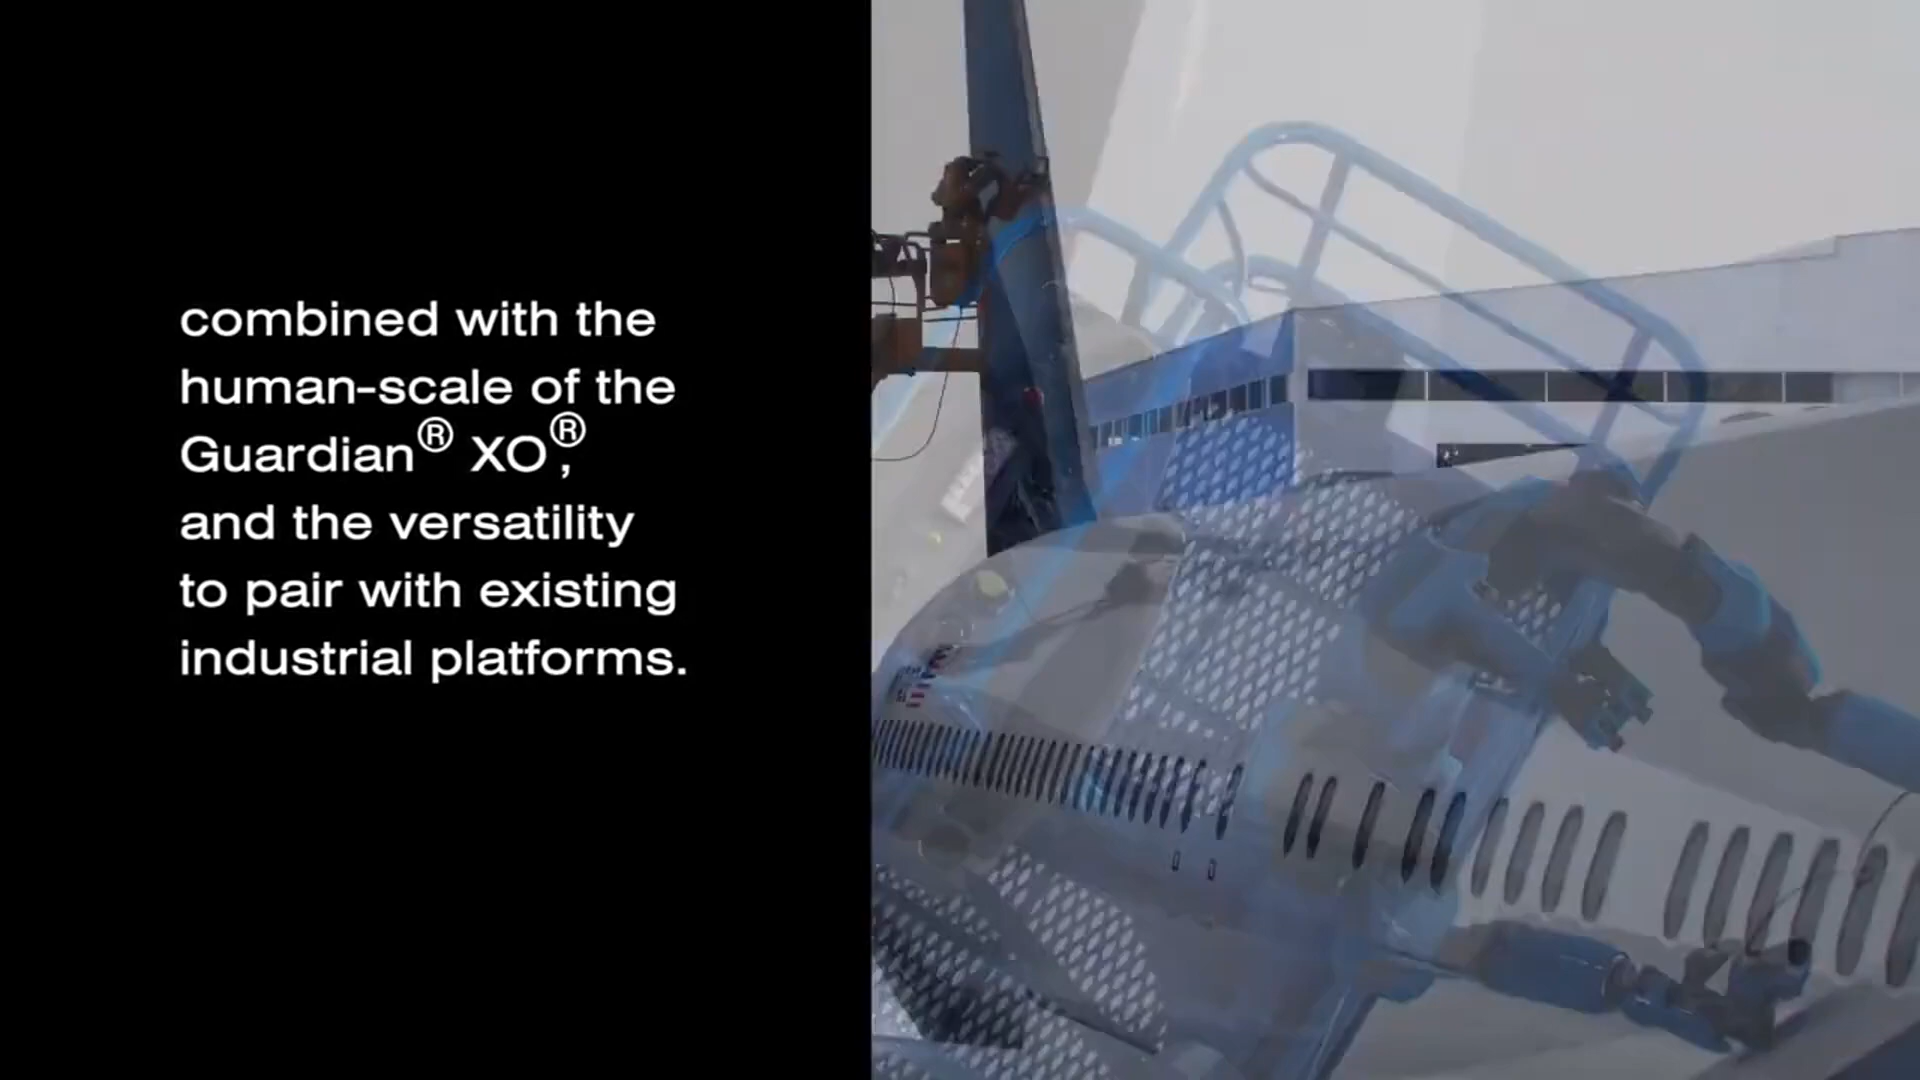 combined with the
human-scale of the
Guardian® XO®,
and the versatility
to pair with existing
industrial platforms.